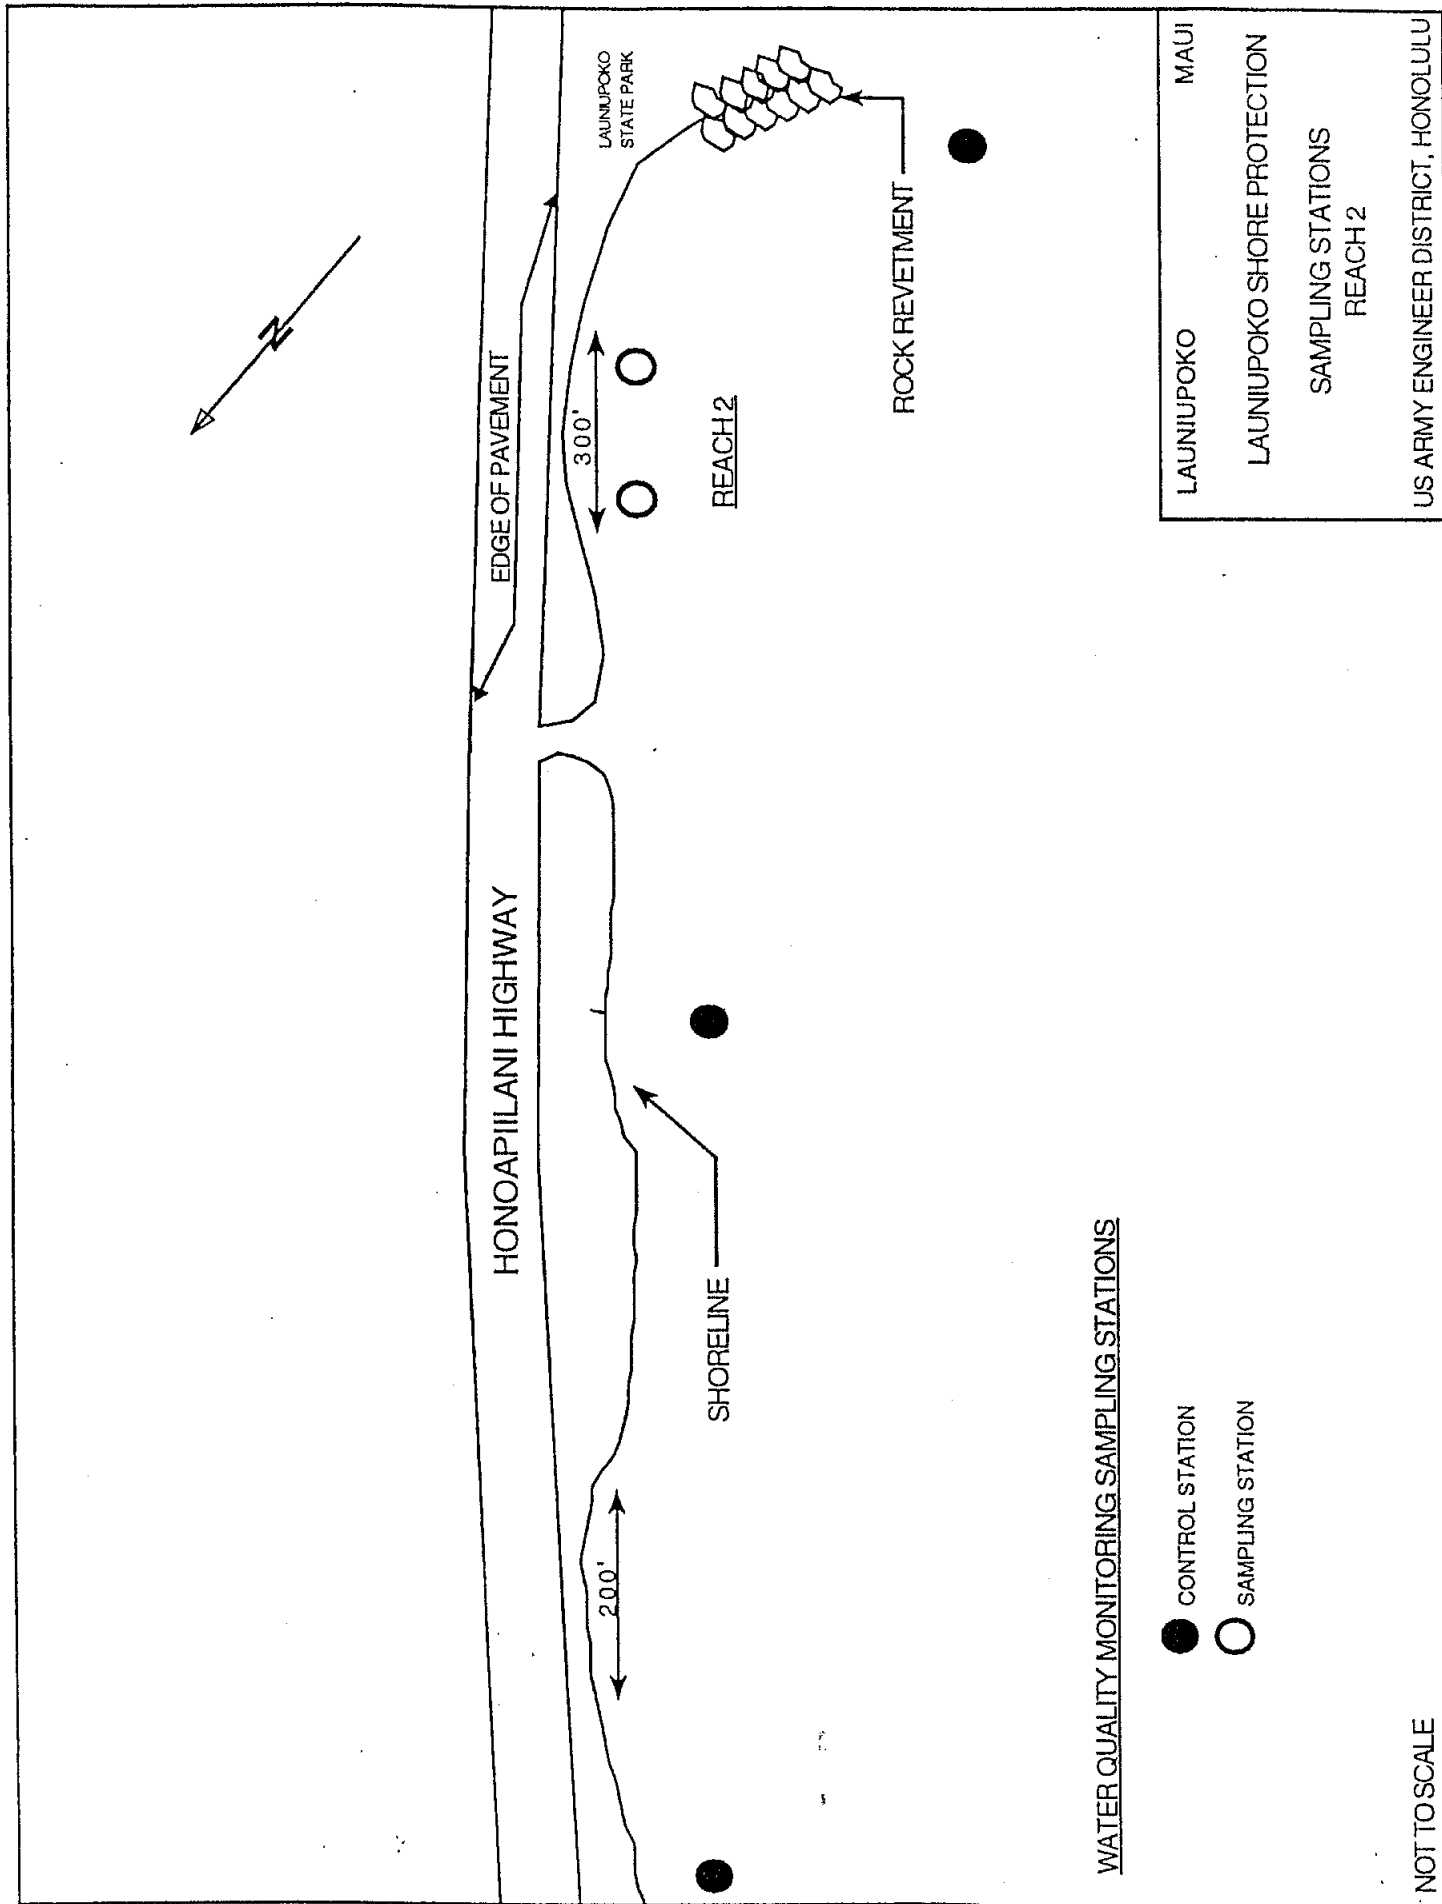 N
EDGE OF PAVEMENT
LAUNIUPOKO
STATE PARK
HONOAPIILANI HIGHWAY
200'
300'
REACH 2
SHORELINE
ROCK REVETMENT
WATER QUALITY MONITORING SAMPLING STATIONS
CONTROL STATION
SAMPLING STATION
NOT TO SCALE
LAUNIUPOKO MAUI
LAUNIUPOKO SHORE PROTECTION
SAMPLING STATIONS
REACH 2
US ARMY ENGINEER DISTRICT, HONOLULU